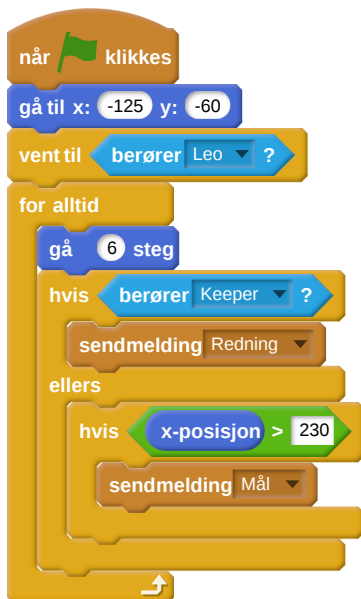 når klikkes
gå til x: -125 y: -60
vent til berører Leo ?
for alltid
gå 6 steg
hvis berører Keeper ?
sendmelding Redning
ellers
hvis x-posisjon > 230
sendmelding Mål